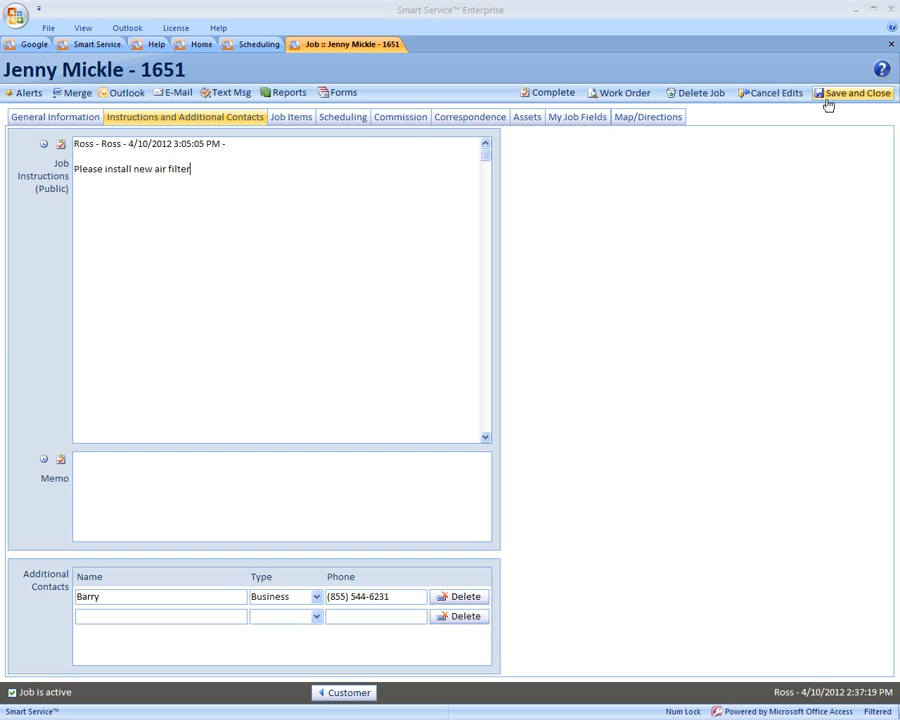 Smart Service™ Enterprise
File View Outlook License Help
Google Smart Service Help Home Scheduling Job :: Jenny Mickle - 1651
Jenny Mickle - 1651
Alerts Merge Outlook E-Mail Text Msg Reports Forms Complete Work Order Delete Job Cancel Edits Save and Close
General Information Instructions and Additional Contacts Job Items Scheduling Commission Correspondence Assets My Job Fields Map/Directions
Ross - Ross - 4/10/2012 3:05:05 PM -
Job Instructions (Public)
Please install new air filter
Memo
Additional Contacts
Name Type Phone
Barry Business (855) 544-6231 Delete
Delete
Job is active Customer Ross - 4/10/2012 2:37:19 PM
Smart Service™ Num Lock Powered by Microsoft Office Access Filtered